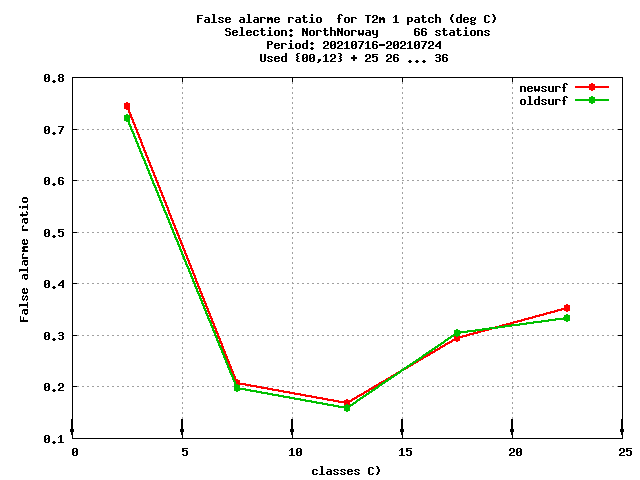 False alarme ratio  for T2m 1 patch (deg C)
Selection: NorthNorway     66 stations
Period: 20210716-20210724
Used {00,12} + 25 26 ... 36
newsurf
oldsurf
0.8
0.7
0.6
0.5
0.4
0.3
0.2
0.1
False alarme ratio
0 5 10 15 20 25
classes C)